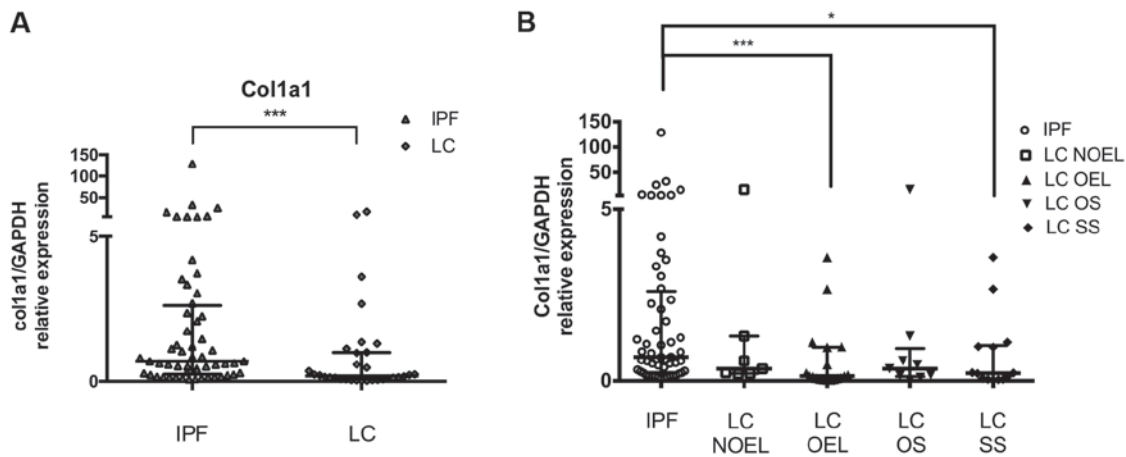 A
Col1a1
***
IPF
LC
150
100
50
5
0
col1a1/GAPDH
relative expression
IPF
LC
B
*
***
IPF
LC NOEL
LC OEL
LC OS
LC SS
150
100
50
5
0
Col1a1/GAPDH
relative expression
IPF
LC
NOEL
LC
OEL
LC
OS
LC
SS